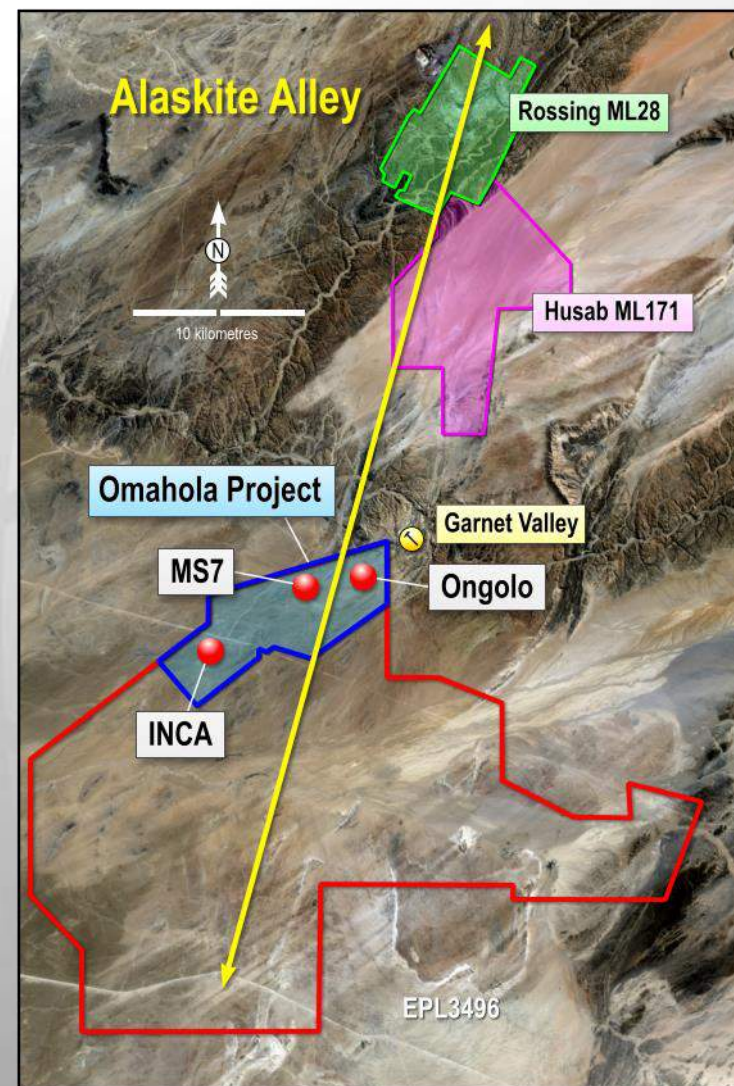 Alaskite Alley
Rossing ML28
N
10 kilometres
Husab ML171
Omahola Project
Garnet Valley
MS7
Ongolo
INCA
EPL3496